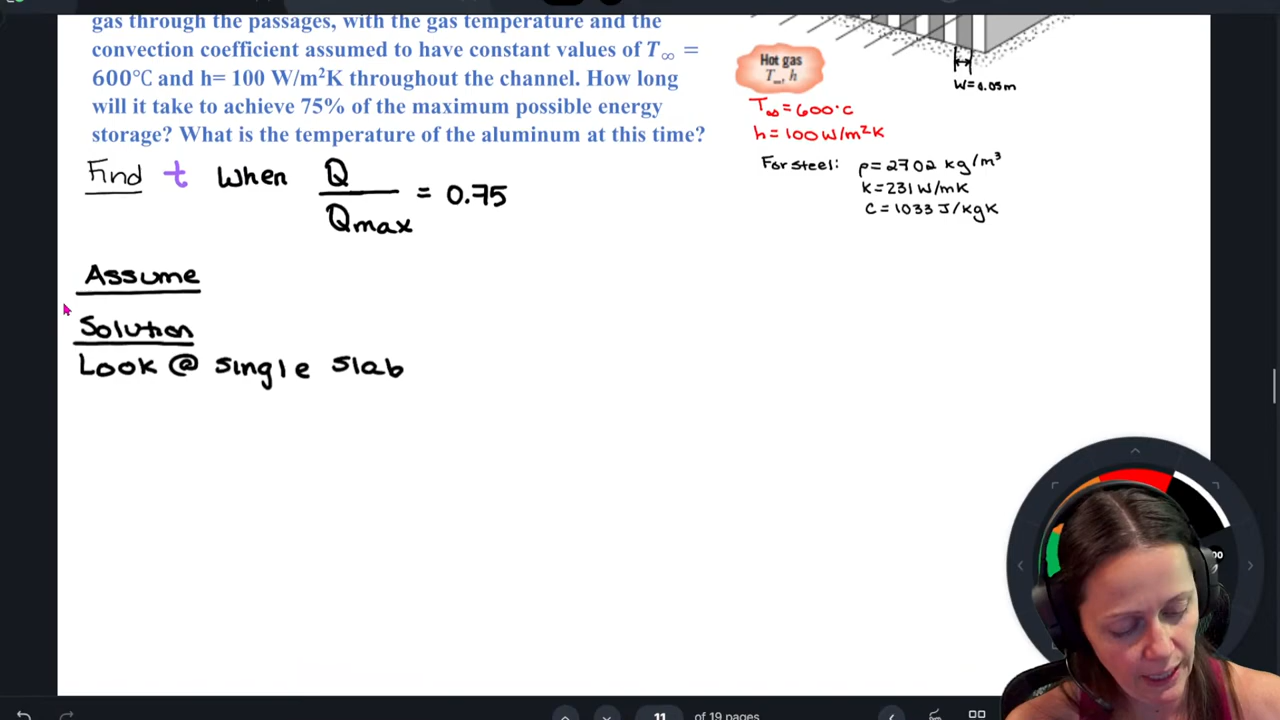 gas through the passages, with the gas temperature and the
convection coefficient assumed to have constant values of T∞ =
600°C and h= 100 W/m²K throughout the channel. How long
will it take to achieve 75% of the maximum possible energy
storage? What is the temperature of the aluminum at this time?
Hot gas
T∞, h
W=0.05m
T∞=600°C
h=100W/m²K
For steel: ρ=2702 kg/m³
K=231 W/mK
C=1033 J/kgK
Find t When Q/Qmax = 0.75
Assume
Solution
Look @ single slab
11 of 19 pages